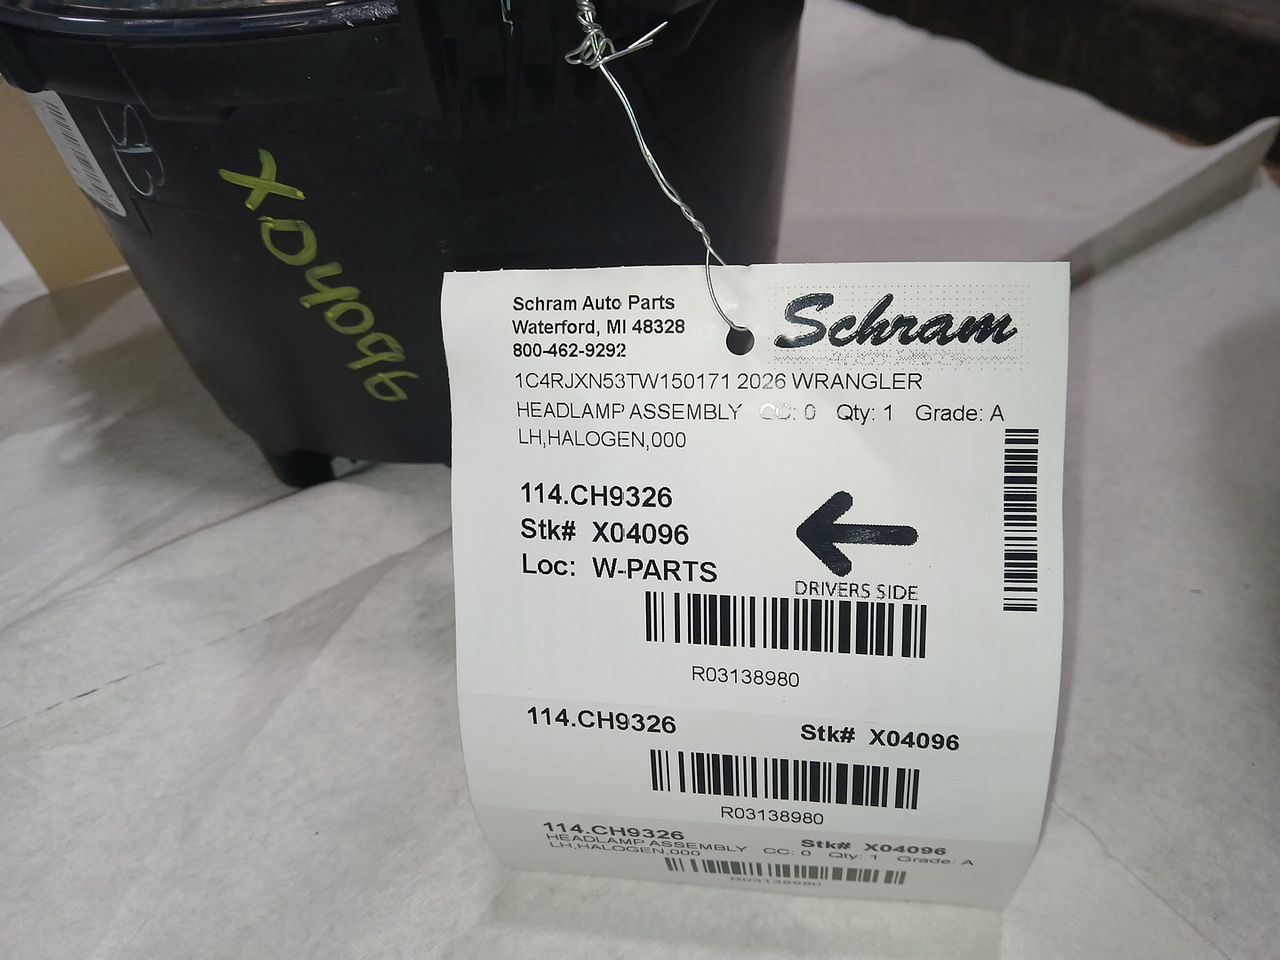 XD4096
Schram Auto Parts
Waterford, MI 48328
800-462-9292
Schram
1C4RJXN53TW150171 2026 WRANGLER
HEADLAMP ASSEMBLY CC: 0 Qty: 1 Grade: A
LH,HALOGEN,000
114.CH9326
Stk# X04096
Loc: W-PARTS
DRIVERS SIDE
R03138980
114.CH9326 Stk# X04096
R03138980
114.CH9326 Stk# X04096
HEADLAMP ASSEMBLY CC: 0 Qty: 1 Grade: A
LH,HALOGEN,000
R03138980